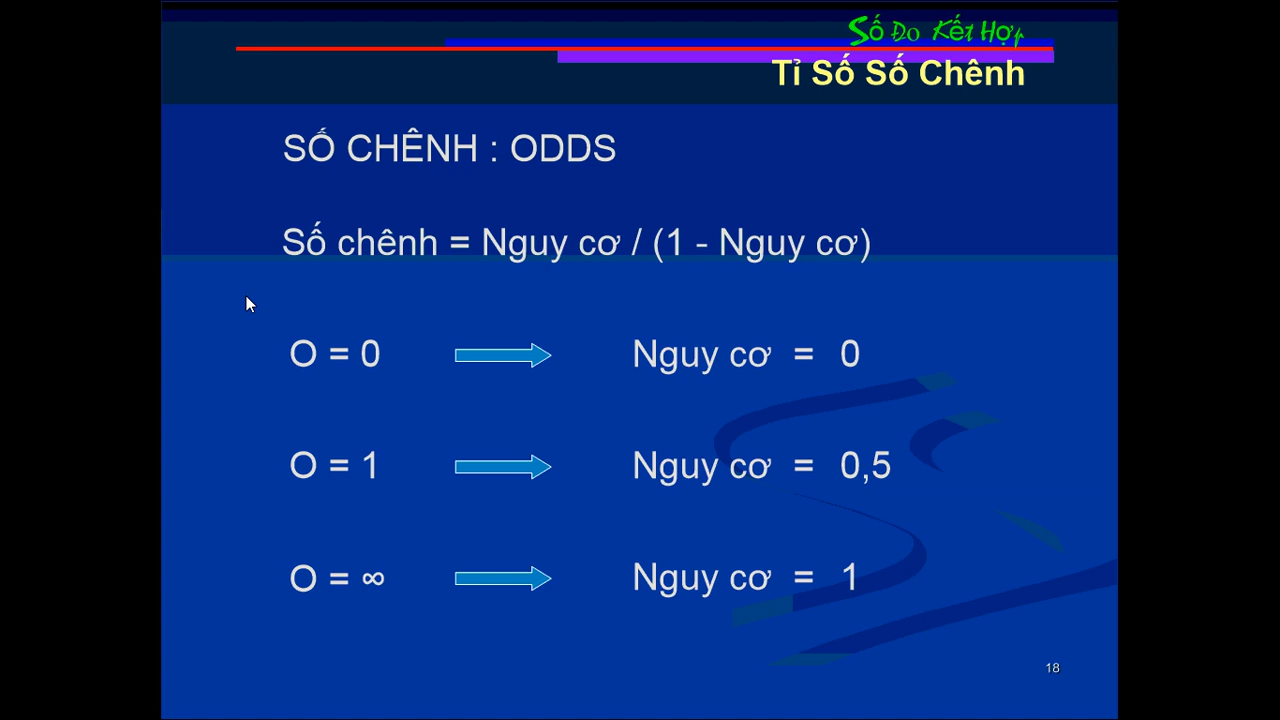 Số Đo Kết Hợp
Tỉ Số Số Chênh
SỐ CHÊNH : ODDS
Số chênh = Nguy cơ / (1 - Nguy cơ)
O = 0 Nguy cơ = 0
O = 1 Nguy cơ = 0,5
O = ∞ Nguy cơ = 1
18